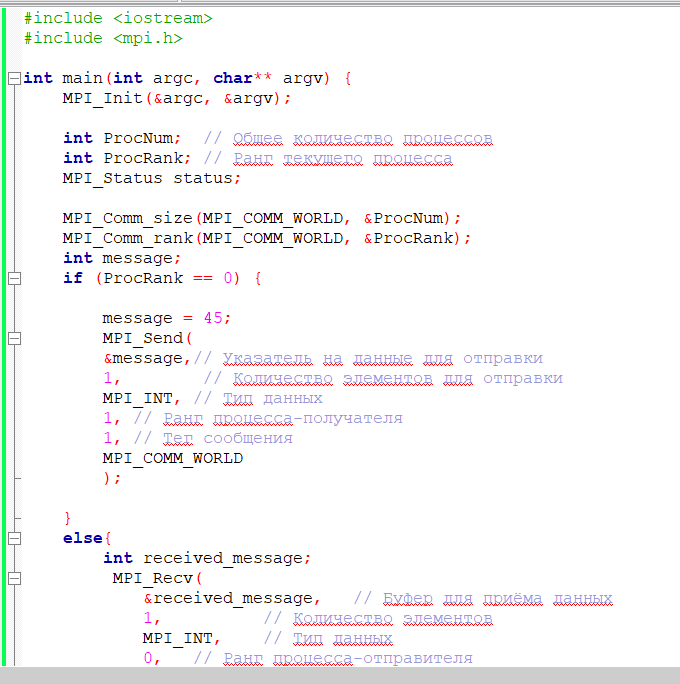 #include <iostream>
#include <mpi.h>
int main(int argc, char** argv) {
MPI_Init(&argc, &argv);
int ProcNum; // Общее количество процессов
int ProcRank; // Ранг текущего процесса
MPI_Status status;
MPI_Comm_size(MPI_COMM_WORLD, &ProcNum);
MPI_Comm_rank(MPI_COMM_WORLD, &ProcRank);
int message;
if (ProcRank == 0) {
message = 45;
MPI_Send(
&message,// Указатель на данные для отправки
1, // Количество элементов для отправки
MPI_INT, // Тип данных
1, // Ранг процесса-получателя
1, // Тег сообщения
MPI_COMM_WORLD
);
}
else{
int received_message;
MPI_Recv(
&received_message, // Буфер для приёма данных
1, // Количество элементов
MPI_INT, // Тип данных
0, // Ранг процесса-отправителя